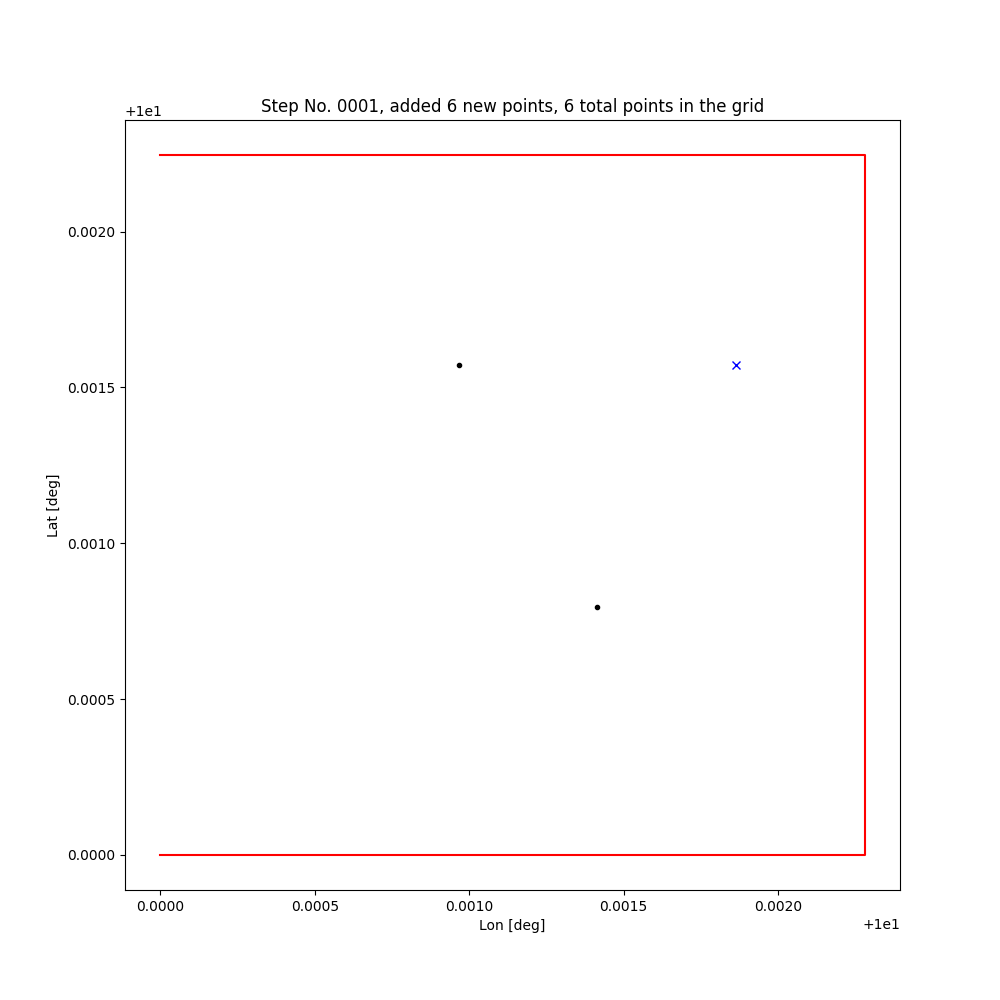 Step No. 0001, added 6 new points, 6 total points in the grid
+1e1
0.0020
0.0015
0.0010
0.0005
0.0000
Lat [deg]
0.0000 0.0005 0.0010 0.0015 0.0020
Lon [deg]
+1e1